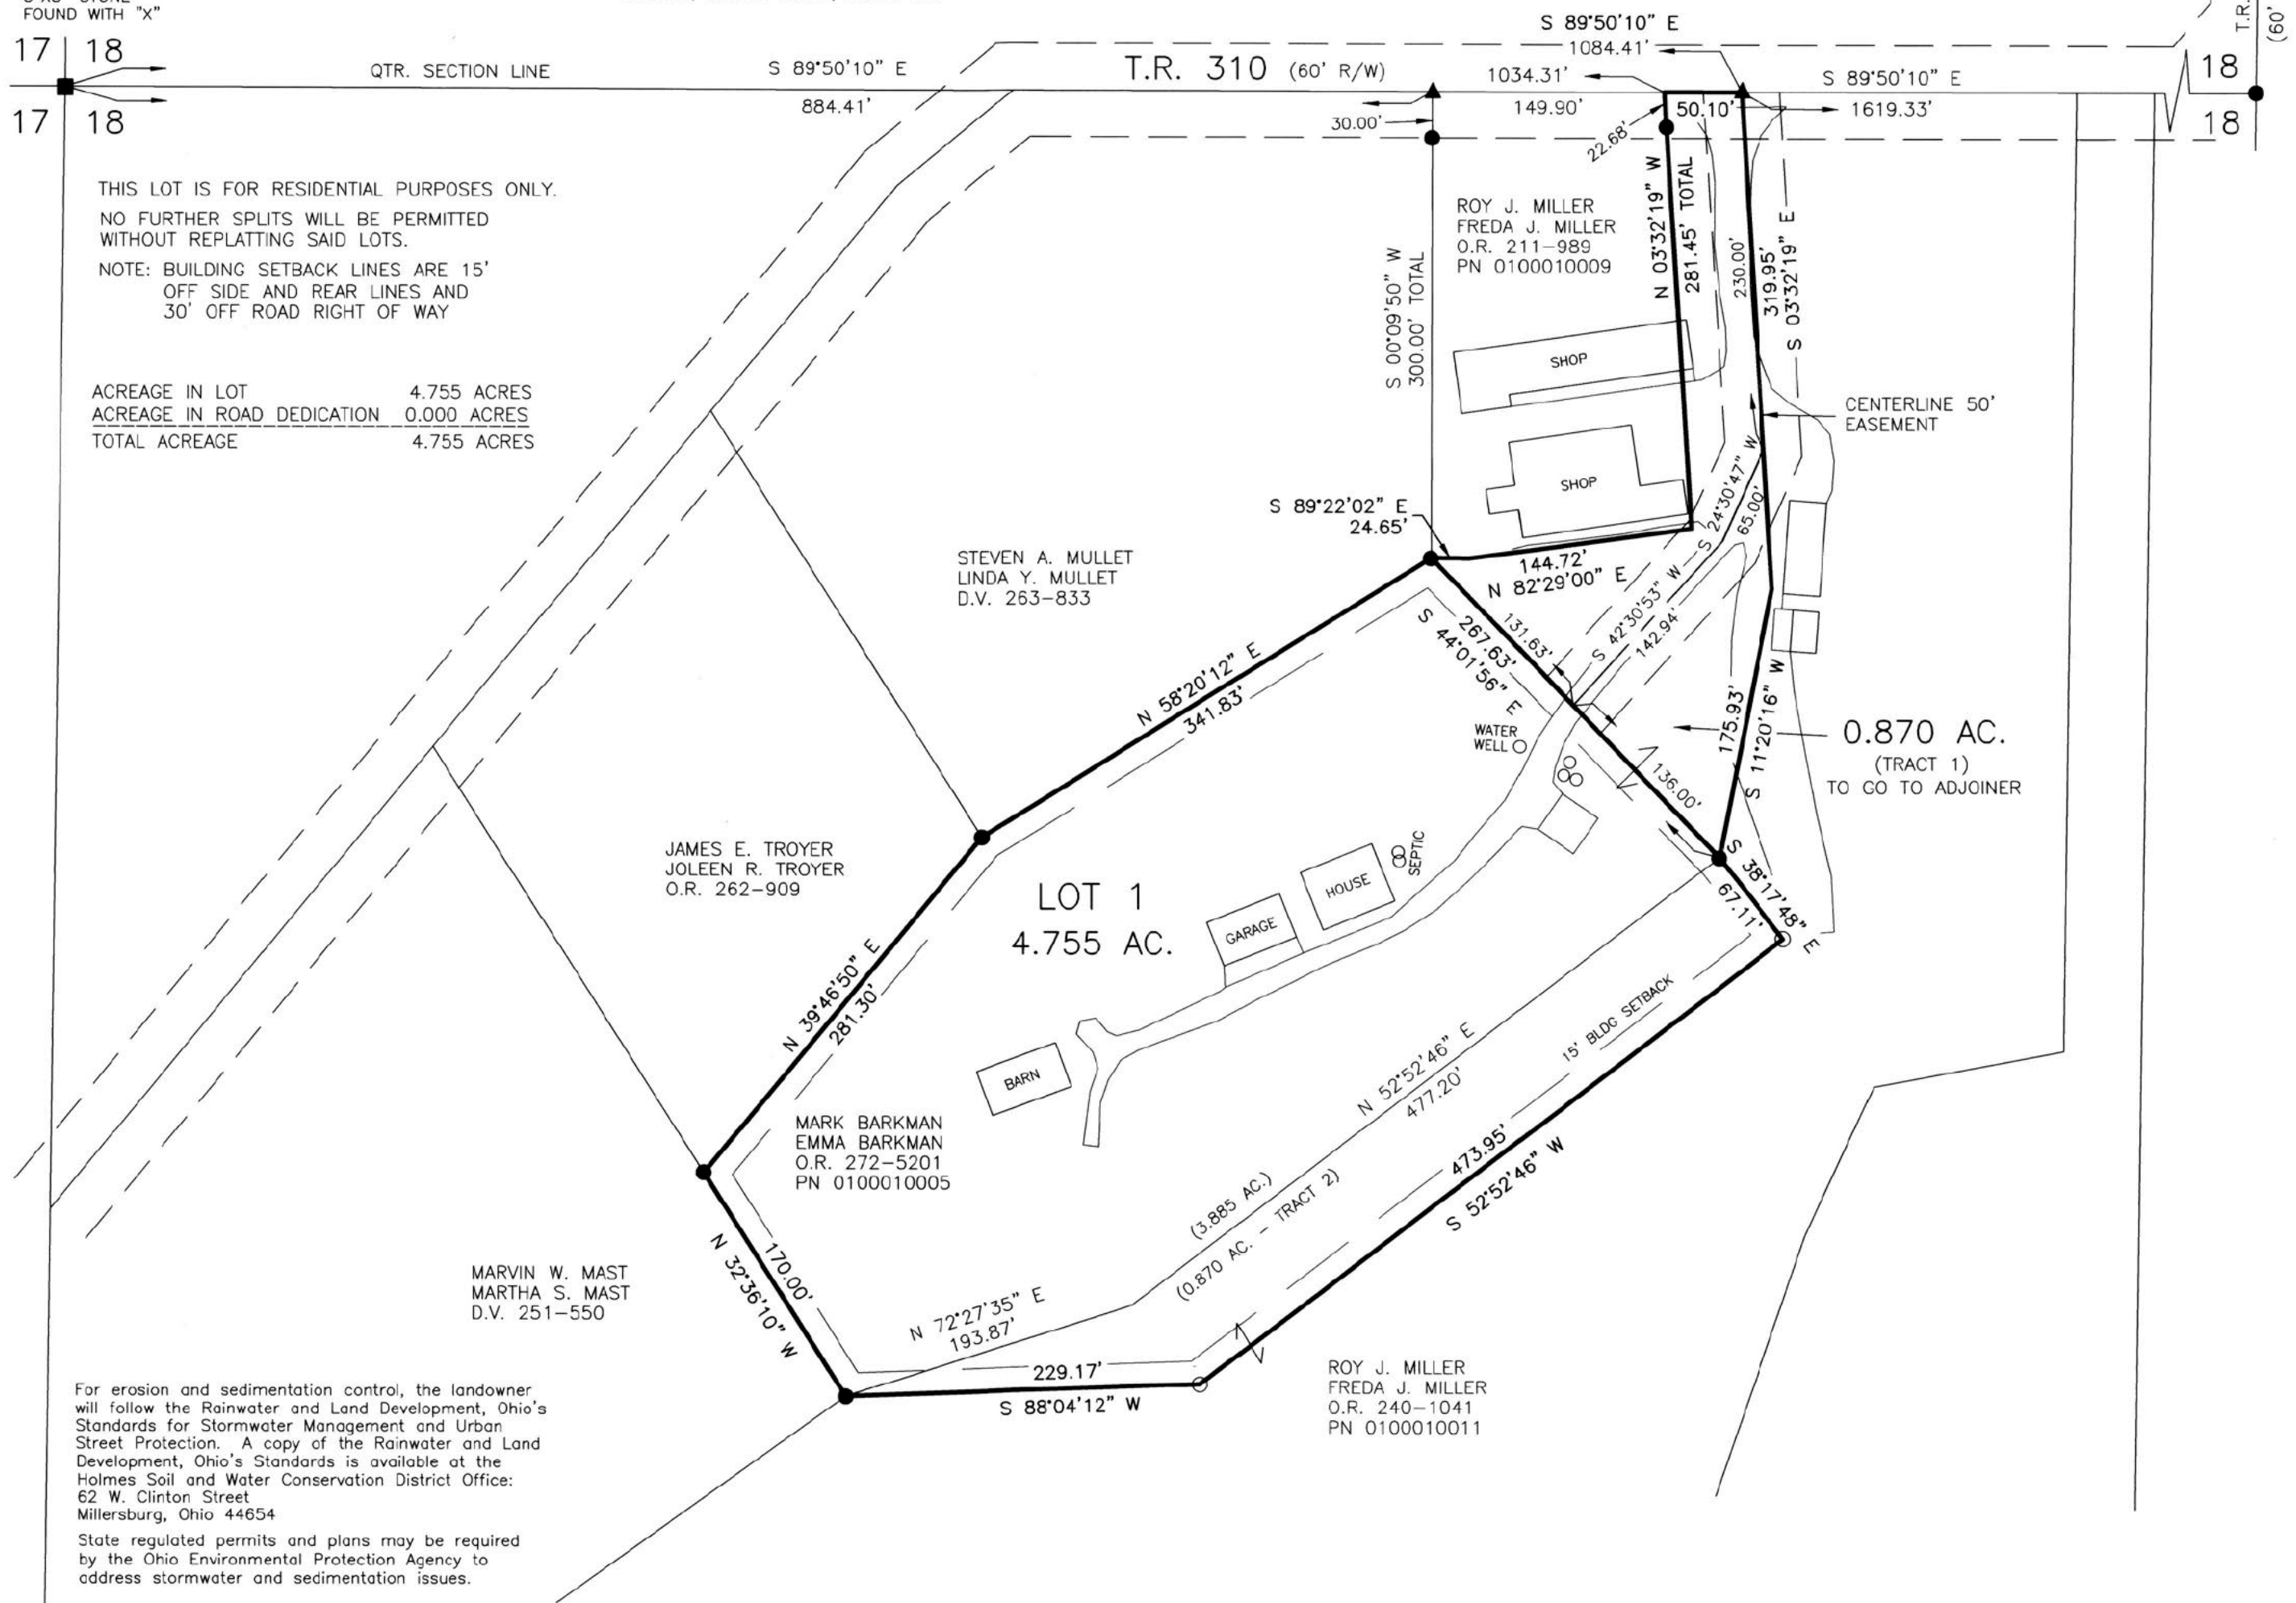 FOUND WITH "X"
17 18
17 18
QTR. SECTION LINE
S 89°50'10" E
884.41'
T.R. 310 (60' R/W)
S 89°50'10" E
1084.41'
1034.31'
149.90'
30.00'
22.68'
50.10'
S 89°50'10" E
1619.33'
18
18
T.R.
(60'
THIS LOT IS FOR RESIDENTIAL PURPOSES ONLY.
NO FURTHER SPLITS WILL BE PERMITTED
WITHOUT REPLATTING SAID LOTS.
NOTE: BUILDING SETBACK LINES ARE 15'
OFF SIDE AND REAR LINES AND
30' OFF ROAD RIGHT OF WAY
ACREAGE IN LOT 4.755 ACRES
ACREAGE IN ROAD DEDICATION 0.000 ACRES
TOTAL ACREAGE 4.755 ACRES
ROY J. MILLER
FREDA J. MILLER
O.R. 211-989
PN 0100010009
S 00°09'50" W
300.00' TOTAL
N 03°32'19" W
281.45' TOTAL
230.00'
319.95'
S 03°32'19" E
SHOP
SHOP
CENTERLINE 50'
EASEMENT
S 89°22'02" E
24.65'
144.72'
N 82°29'00" E
S 24°30'47" W
65.00'
S 42°30'53" W
142.94'
STEVEN A. MULLET
LINDA Y. MULLET
D.V. 263-833
N 58°20'12" E
341.83'
131.63'
267.63'
S 44°01'56" E
136.00'
WATER
WELL
175.93'
S 11°20'16" W
0.870 AC.
(TRACT 1)
TO GO TO ADJOINER
JAMES E. TROYER
JOLEEN R. TROYER
O.R. 262-909
LOT 1
4.755 AC.
HOUSE
SEPTIC
GARAGE
BARN
S 38°17'48" E
67.11'
N 39°46'50" E
281.30'
15' BLDG SETBACK
N 52°52'46" E
477.20'
473.95'
S 52°52'46" W
MARK BARKMAN
EMMA BARKMAN
O.R. 272-5201
PN 0100010005
(3.885 AC.)
(0.870 AC. - TRACT 2)
MARVIN W. MAST
MARTHA S. MAST
D.V. 251-550
170.00'
N 32°36'10" W
N 72°27'35" E
193.87'
229.17'
S 88°04'12" W
ROY J. MILLER
FREDA J. MILLER
O.R. 240-1041
PN 0100010011
For erosion and sedimentation control, the landowner
will follow the Rainwater and Land Development, Ohio's
Standards for Stormwater Management and Urban
Street Protection. A copy of the Rainwater and Land
Development, Ohio's Standards is available at the
Holmes Soil and Water Conservation District Office:
62 W. Clinton Street
Millersburg, Ohio 44654
State regulated permits and plans may be required
by the Ohio Environmental Protection Agency to
address stormwater and sedimentation issues.